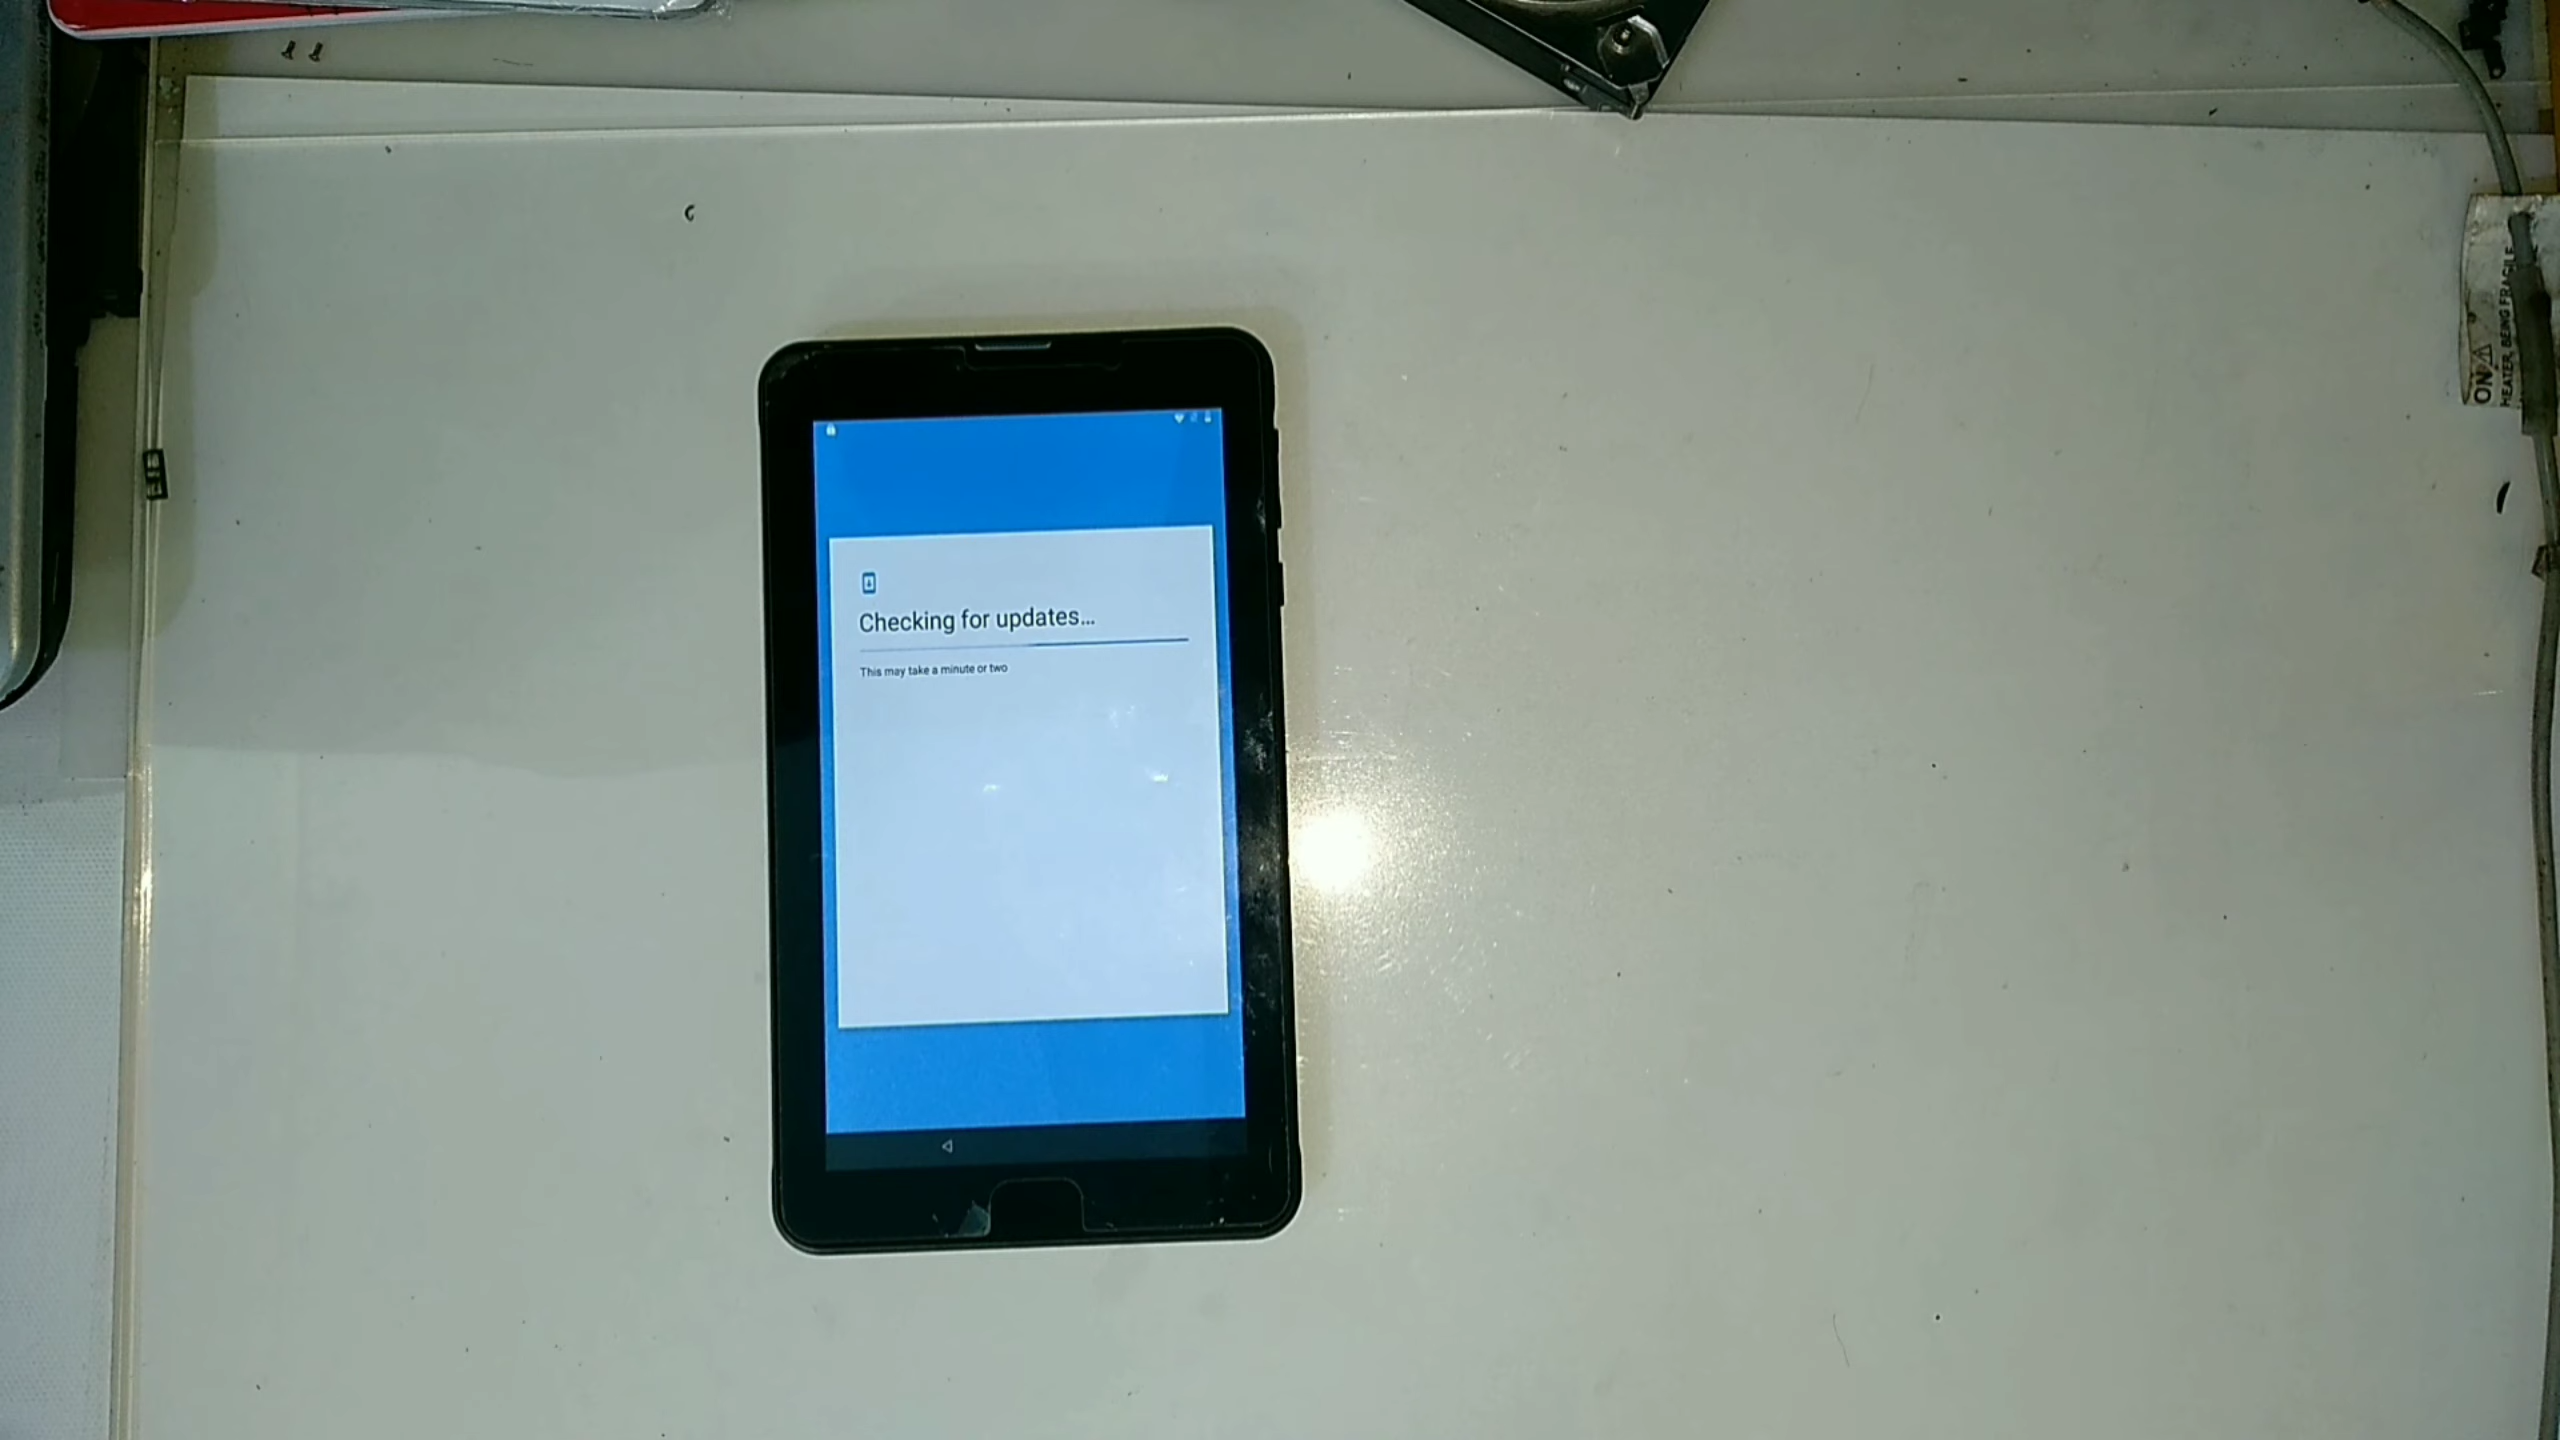 Checking for updates...
This may take a minute or two
ON
HEATER, BEING FRAGILE